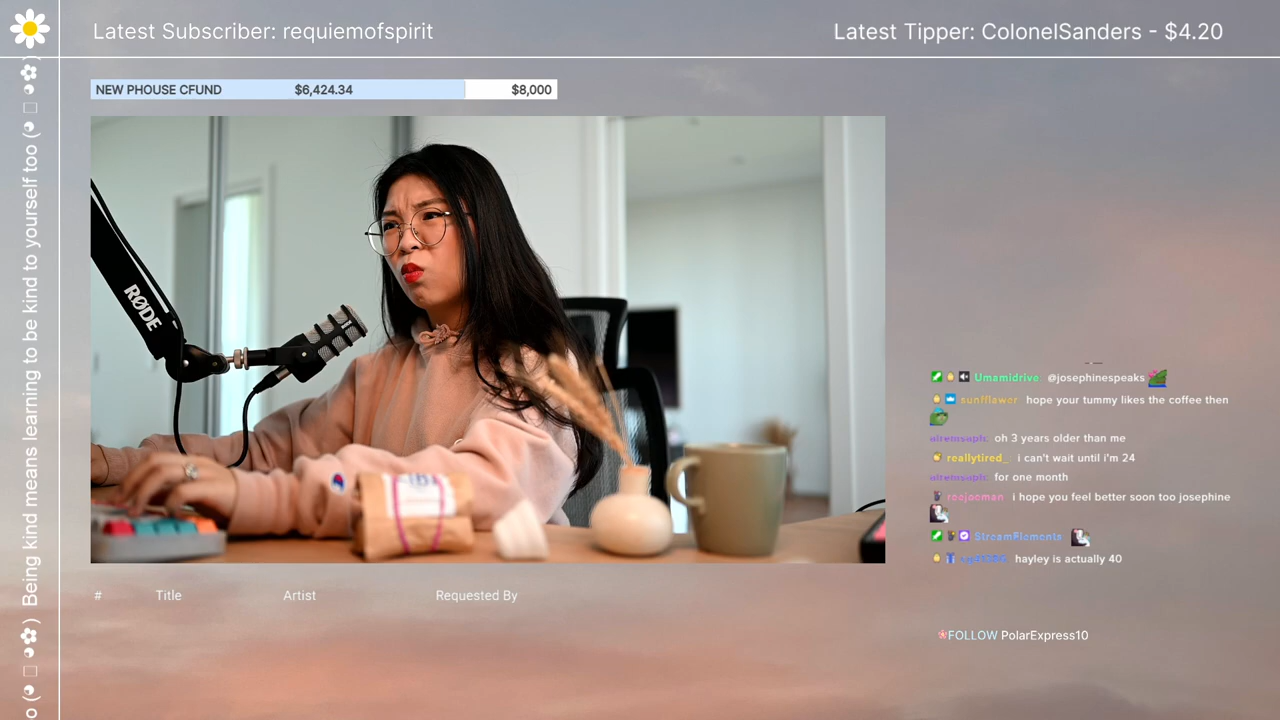 Latest Subscriber: requiemofspirit
Latest Tipper: ColonelSanders - $4.20
NEW PHOUSE CFUND $6,424.34 $8,000
Being kind means learning to be kind to yourself too
RØDE
Umamidrive: @josephinespeaks
sunflower hope your tummy likes the coffee then
oh 3 years older than me
reallytired_ i can't wait until i'm 24
for one month
i hope you feel better soon too josephine
StreamElements
hayley is actually 40
# Title Artist Requested By
FOLLOW PolarExpress10